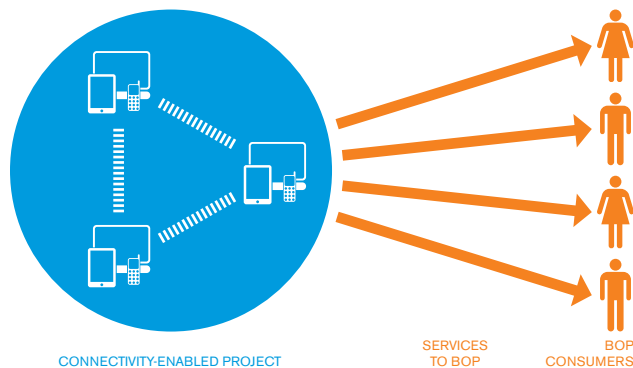 CONNECTIVITY-ENABLED PROJECT
SERVICES
TO BOP
BOP
CONSUMERS